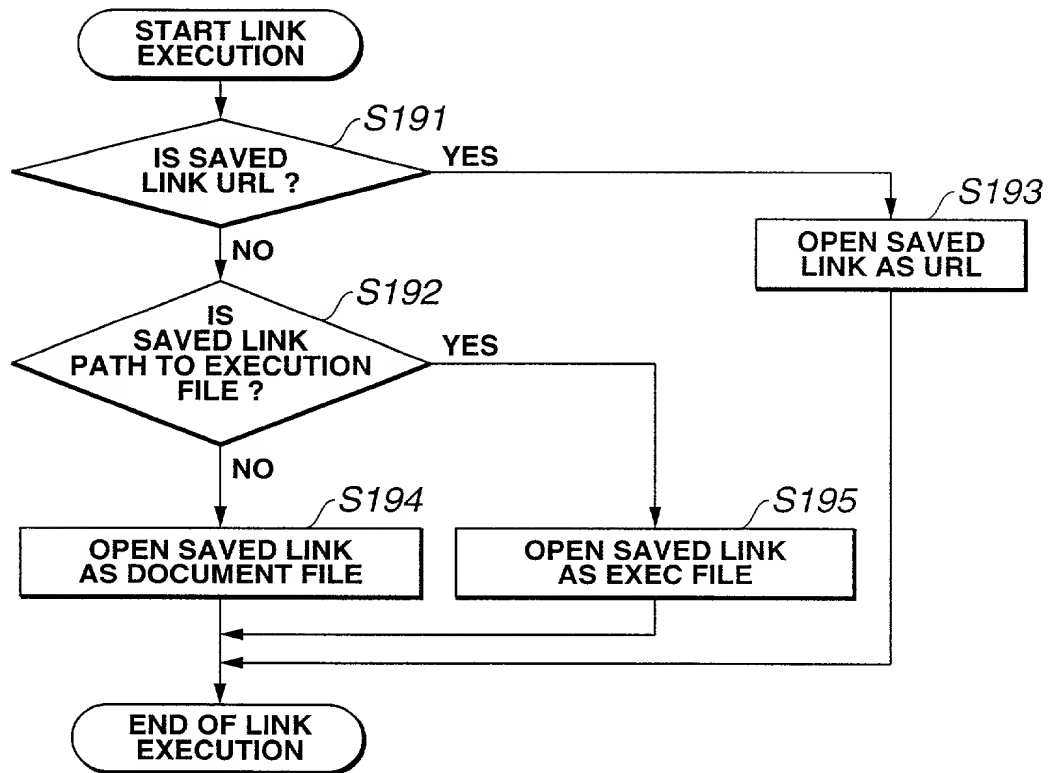 START LINK
EXECUTION
S191
IS SAVED
LINK URL ?
YES
S193
OPEN SAVED
LINK AS URL
NO
S192
IS
SAVED LINK
PATH TO EXECUTION
FILE ?
YES
NO
S194
OPEN SAVED LINK
AS DOCUMENT FILE
S195
OPEN SAVED LINK
AS EXEC FILE
END OF LINK
EXECUTION